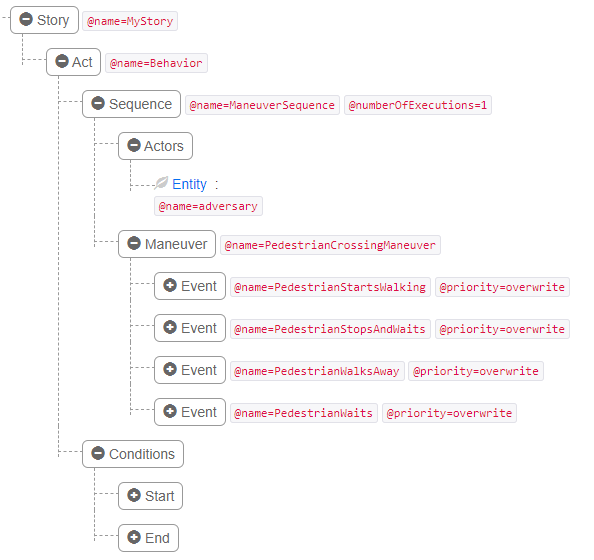 Story @name=MyStory
Act @name=Behavior
Sequence @name=ManeuverSequence @numberOfExecutions=1
Actors
Entity :
@name=adversary
Maneuver @name=PedestrianCrossingManeuver
Event @name=PedestrianStartsWalking @priority=overwrite
Event @name=PedestrianStopsAndWaits @priority=overwrite
Event @name=PedestrianWalksAway @priority=overwrite
Event @name=PedestrianWaits @priority=overwrite
Conditions
Start
End